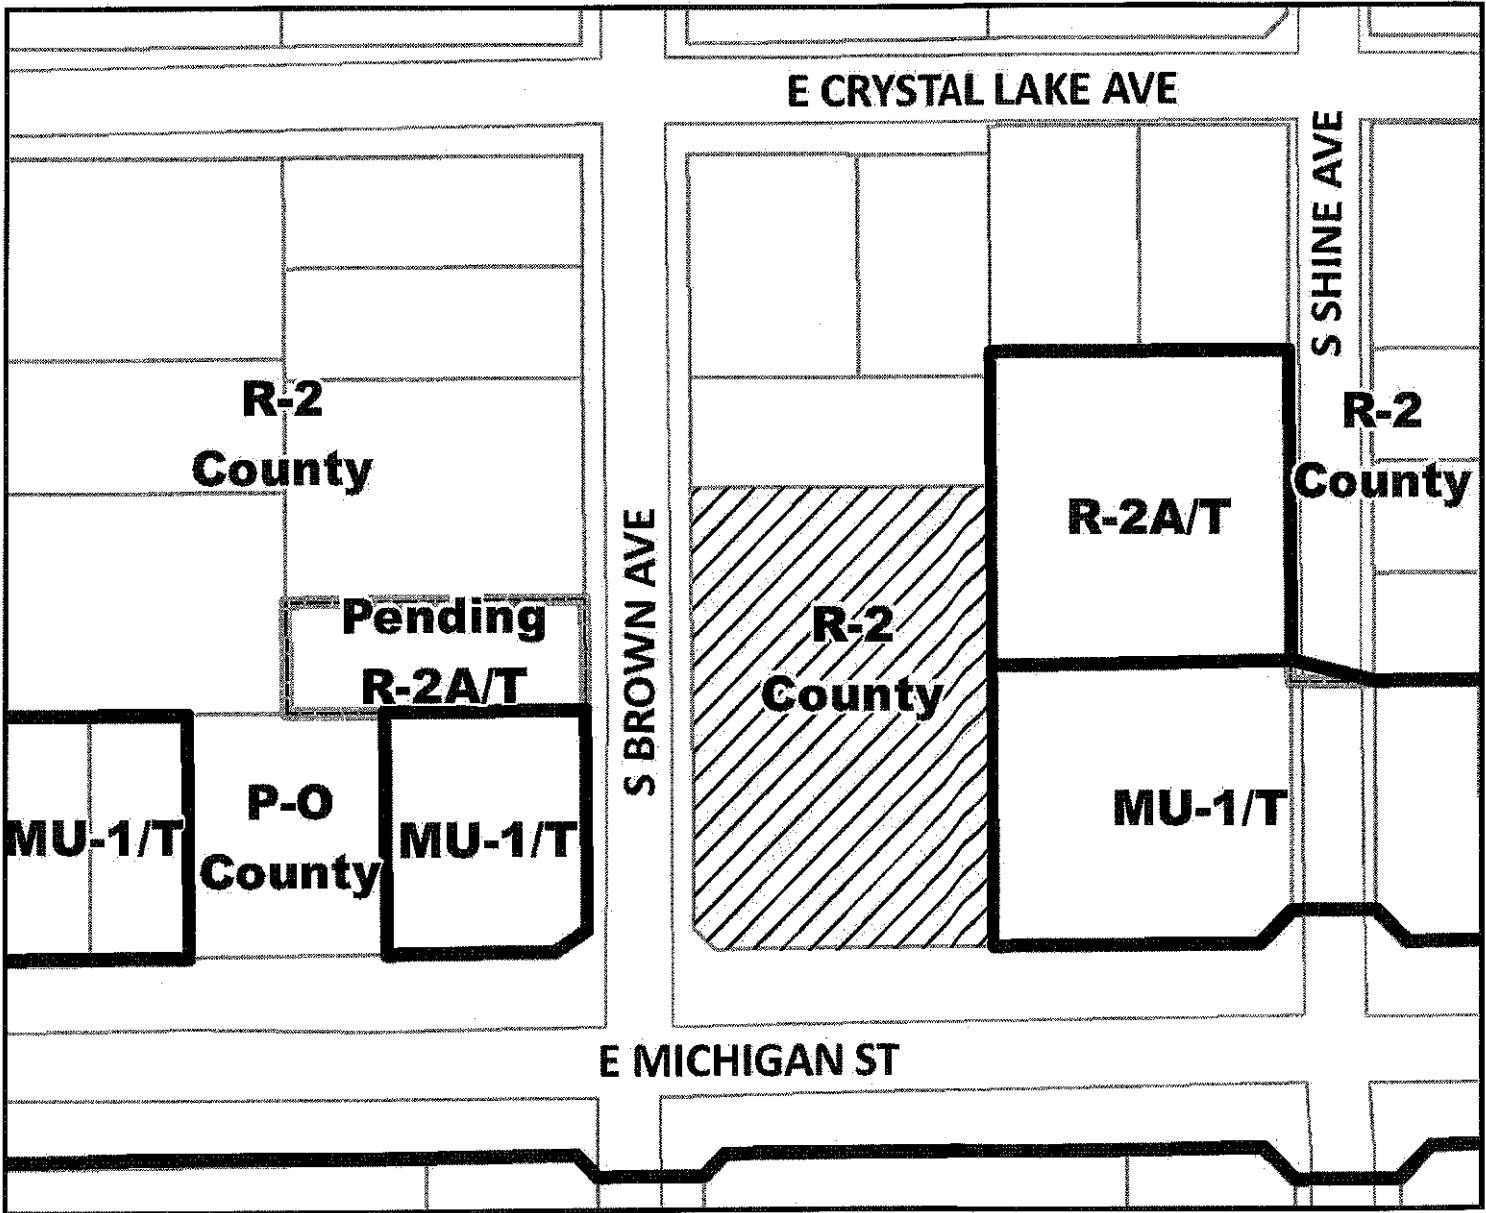 E CRYSTAL LAKE AVE
S SHINE AVE
R-2
County
R-2
County
R-2A/T
S BROWN AVE
Pending
R-2A/T
R-2
County
MU-1/T
P-O
County
MU-1/T
MU-1/T
E MICHIGAN ST